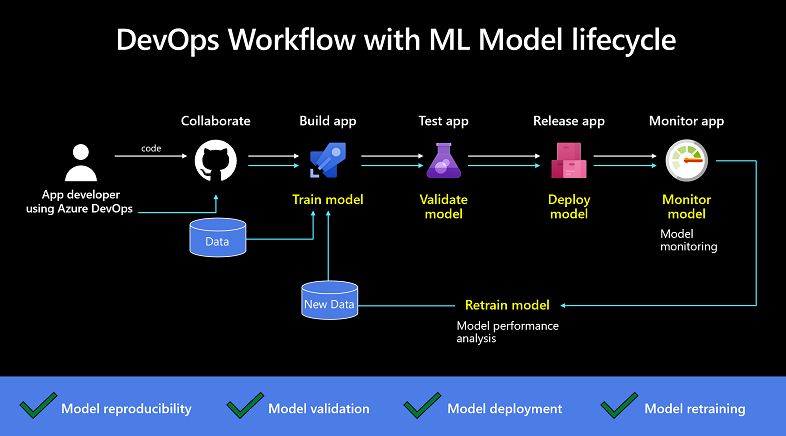 DevOps Workflow with ML Model lifecycle
Collaborate
Build app
Test app
Release app
Monitor app
code
App developer
using Azure DevOps
Train model
Validate
model
Deploy
model
Monitor
model
Model
monitoring
Data
New Data
Retrain model
Model performance
analysis
Model reproducibility
Model validation
Model deployment
Model retraining